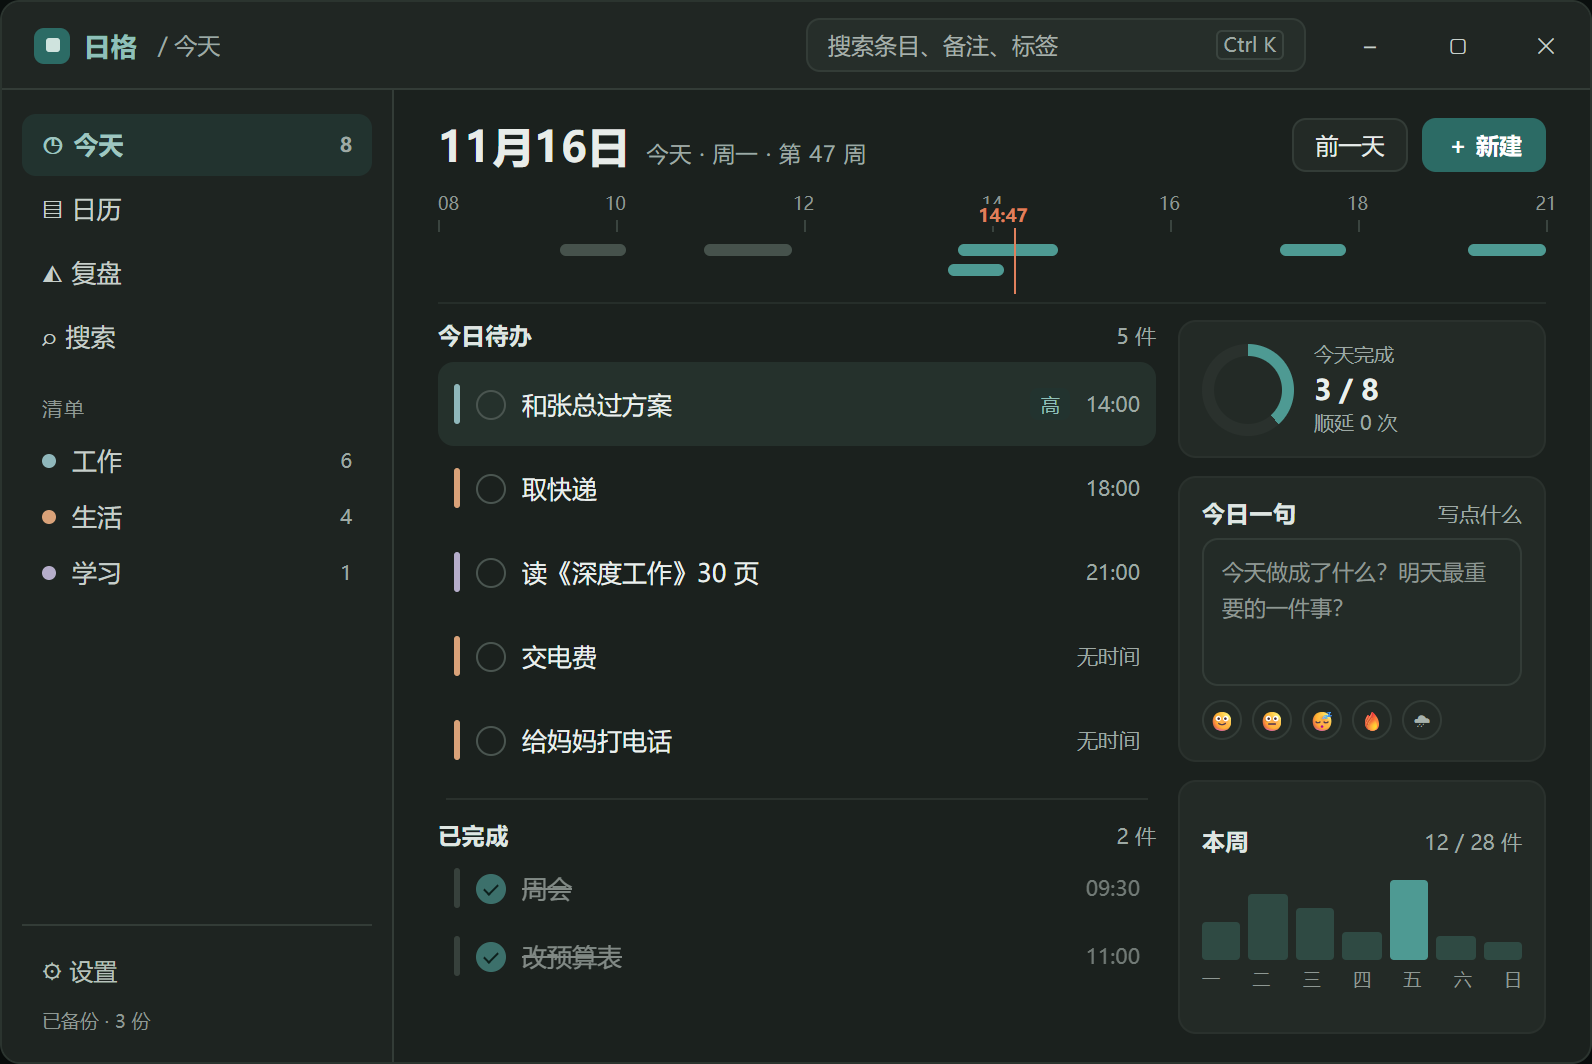 日格 / 今天
搜索条目、备注、标签 Ctrl K
今天 8
日历
复盘
搜索
清单
工作 6
生活 4
学习 1
设置
已备份 · 3 份
11月16日 今天 · 周一 · 第 47 周
前一天
+ 新建
08 10 12 14 16 18 21
14:47
今日待办 5 件
和张总过方案 高 14:00
取快递 18:00
读《深度工作》30 页 21:00
交电费 无时间
给妈妈打电话 无时间
已完成 2 件
周会 09:30
改预算表 11:00
今天完成
3 / 8
顺延 0 次
今日一句 写点什么
今天做成了什么？明天最重
要的一件事？
本周 12 / 28 件
一 二 三 四 五 六 日